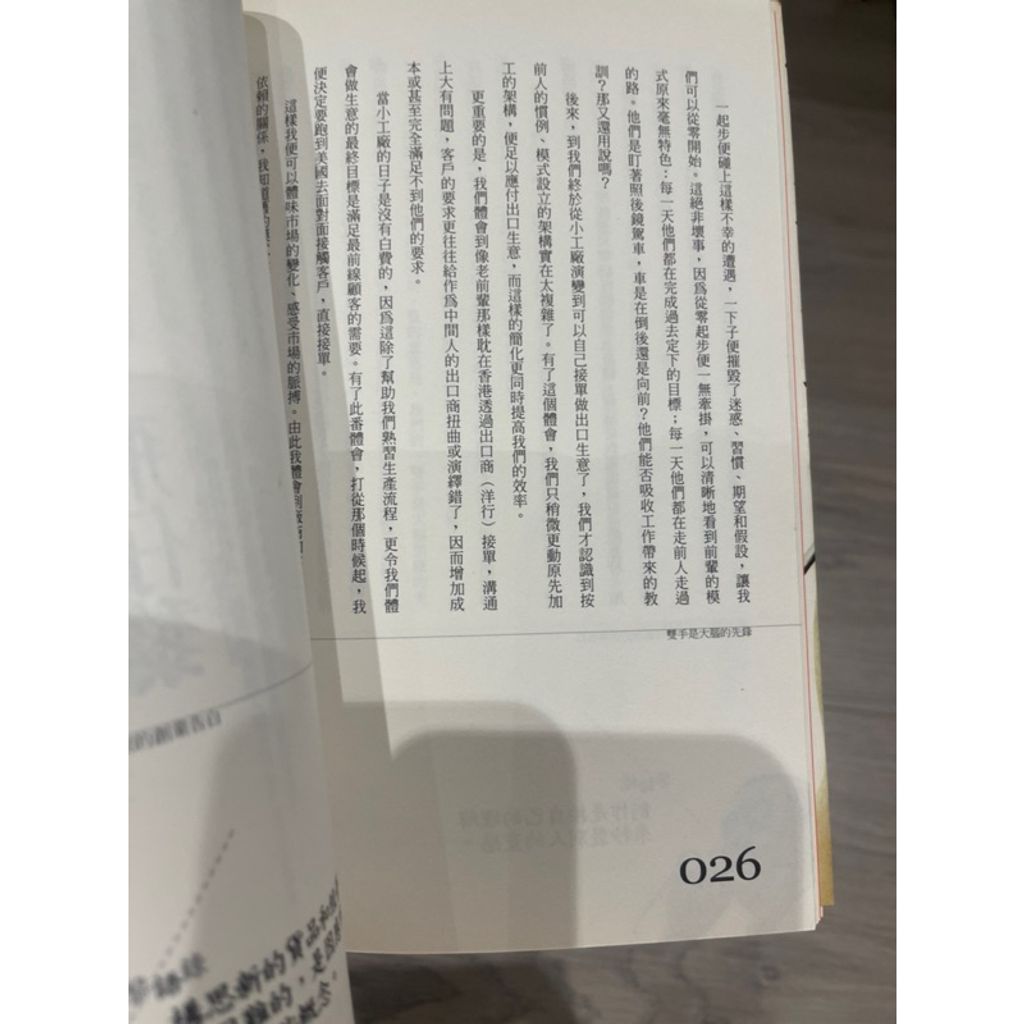 一起步便碰上這樣不幸的遭遇，一下子便摧毀了迷惑、習慣、期望和假設，讓我
們可以從零開始。這絕非壞事，因為從零起步便一無牽掛，可以清晰地看到前輩的模
式原來毫無特色：每一天他們都在完成過去定下的目標；每一天他們都在走前人走過
的路。他們是盯著照後鏡駕車，車是在倒後還是向前？他們能否吸收工作帶來的教
訓？那又還用說嗎？
後來，到我們終於從小工廠演變到可以自己接單做出口生意了，我們才認識到按
前人的慣例、模式設立的架構實在太複雜了。有了這個體會，我們只稍微更動原先加
工的架構，便足以應付出口生意，而這樣的簡化更同時提高我們的效率。
更重要的是，我們體會到像老前輩那樣耽在香港透過出口商（洋行）接單，溝通
上大有問題，客戶的要求更往往給作為中間人的出口商扭曲或演繹錯了，因而增加成
本或甚至完全滿足不到他們的要求。
當小工廠的日子是沒有白費的，因為這除了幫助我們熟習生產流程，更令我們體
會做生意的最終目標是滿足最前線顧客的需要。有了此番體會，打從那個時候起，我
便決定要跑到美國去面對面接觸客戶，直接接單。
這樣我便可以體味市場的變化、感受市場的脈搏。由此我體會到
依賴的關係，我知道
雙手是大腦的先鋒
026
的創業告白
構思新的貨品和